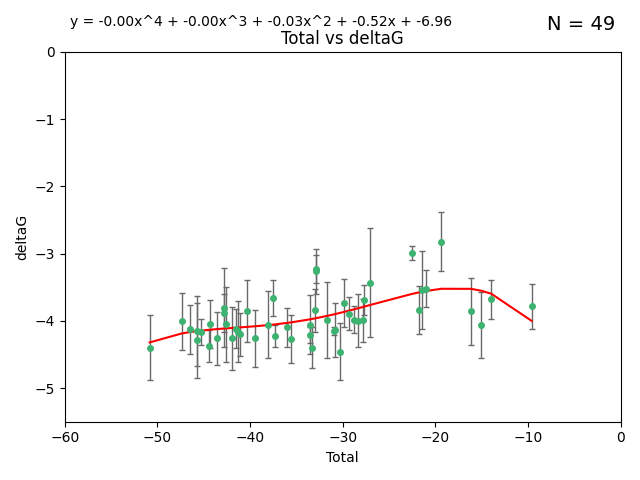 y = -0.00x^4 + -0.00x^3 + -0.03x^2 + -0.52x + -6.96
N = 49
Total vs deltaG
0
−1
−2
−3
−4
−5
deltaG
−60
−50
−40
−30
−20
−10
0
Total